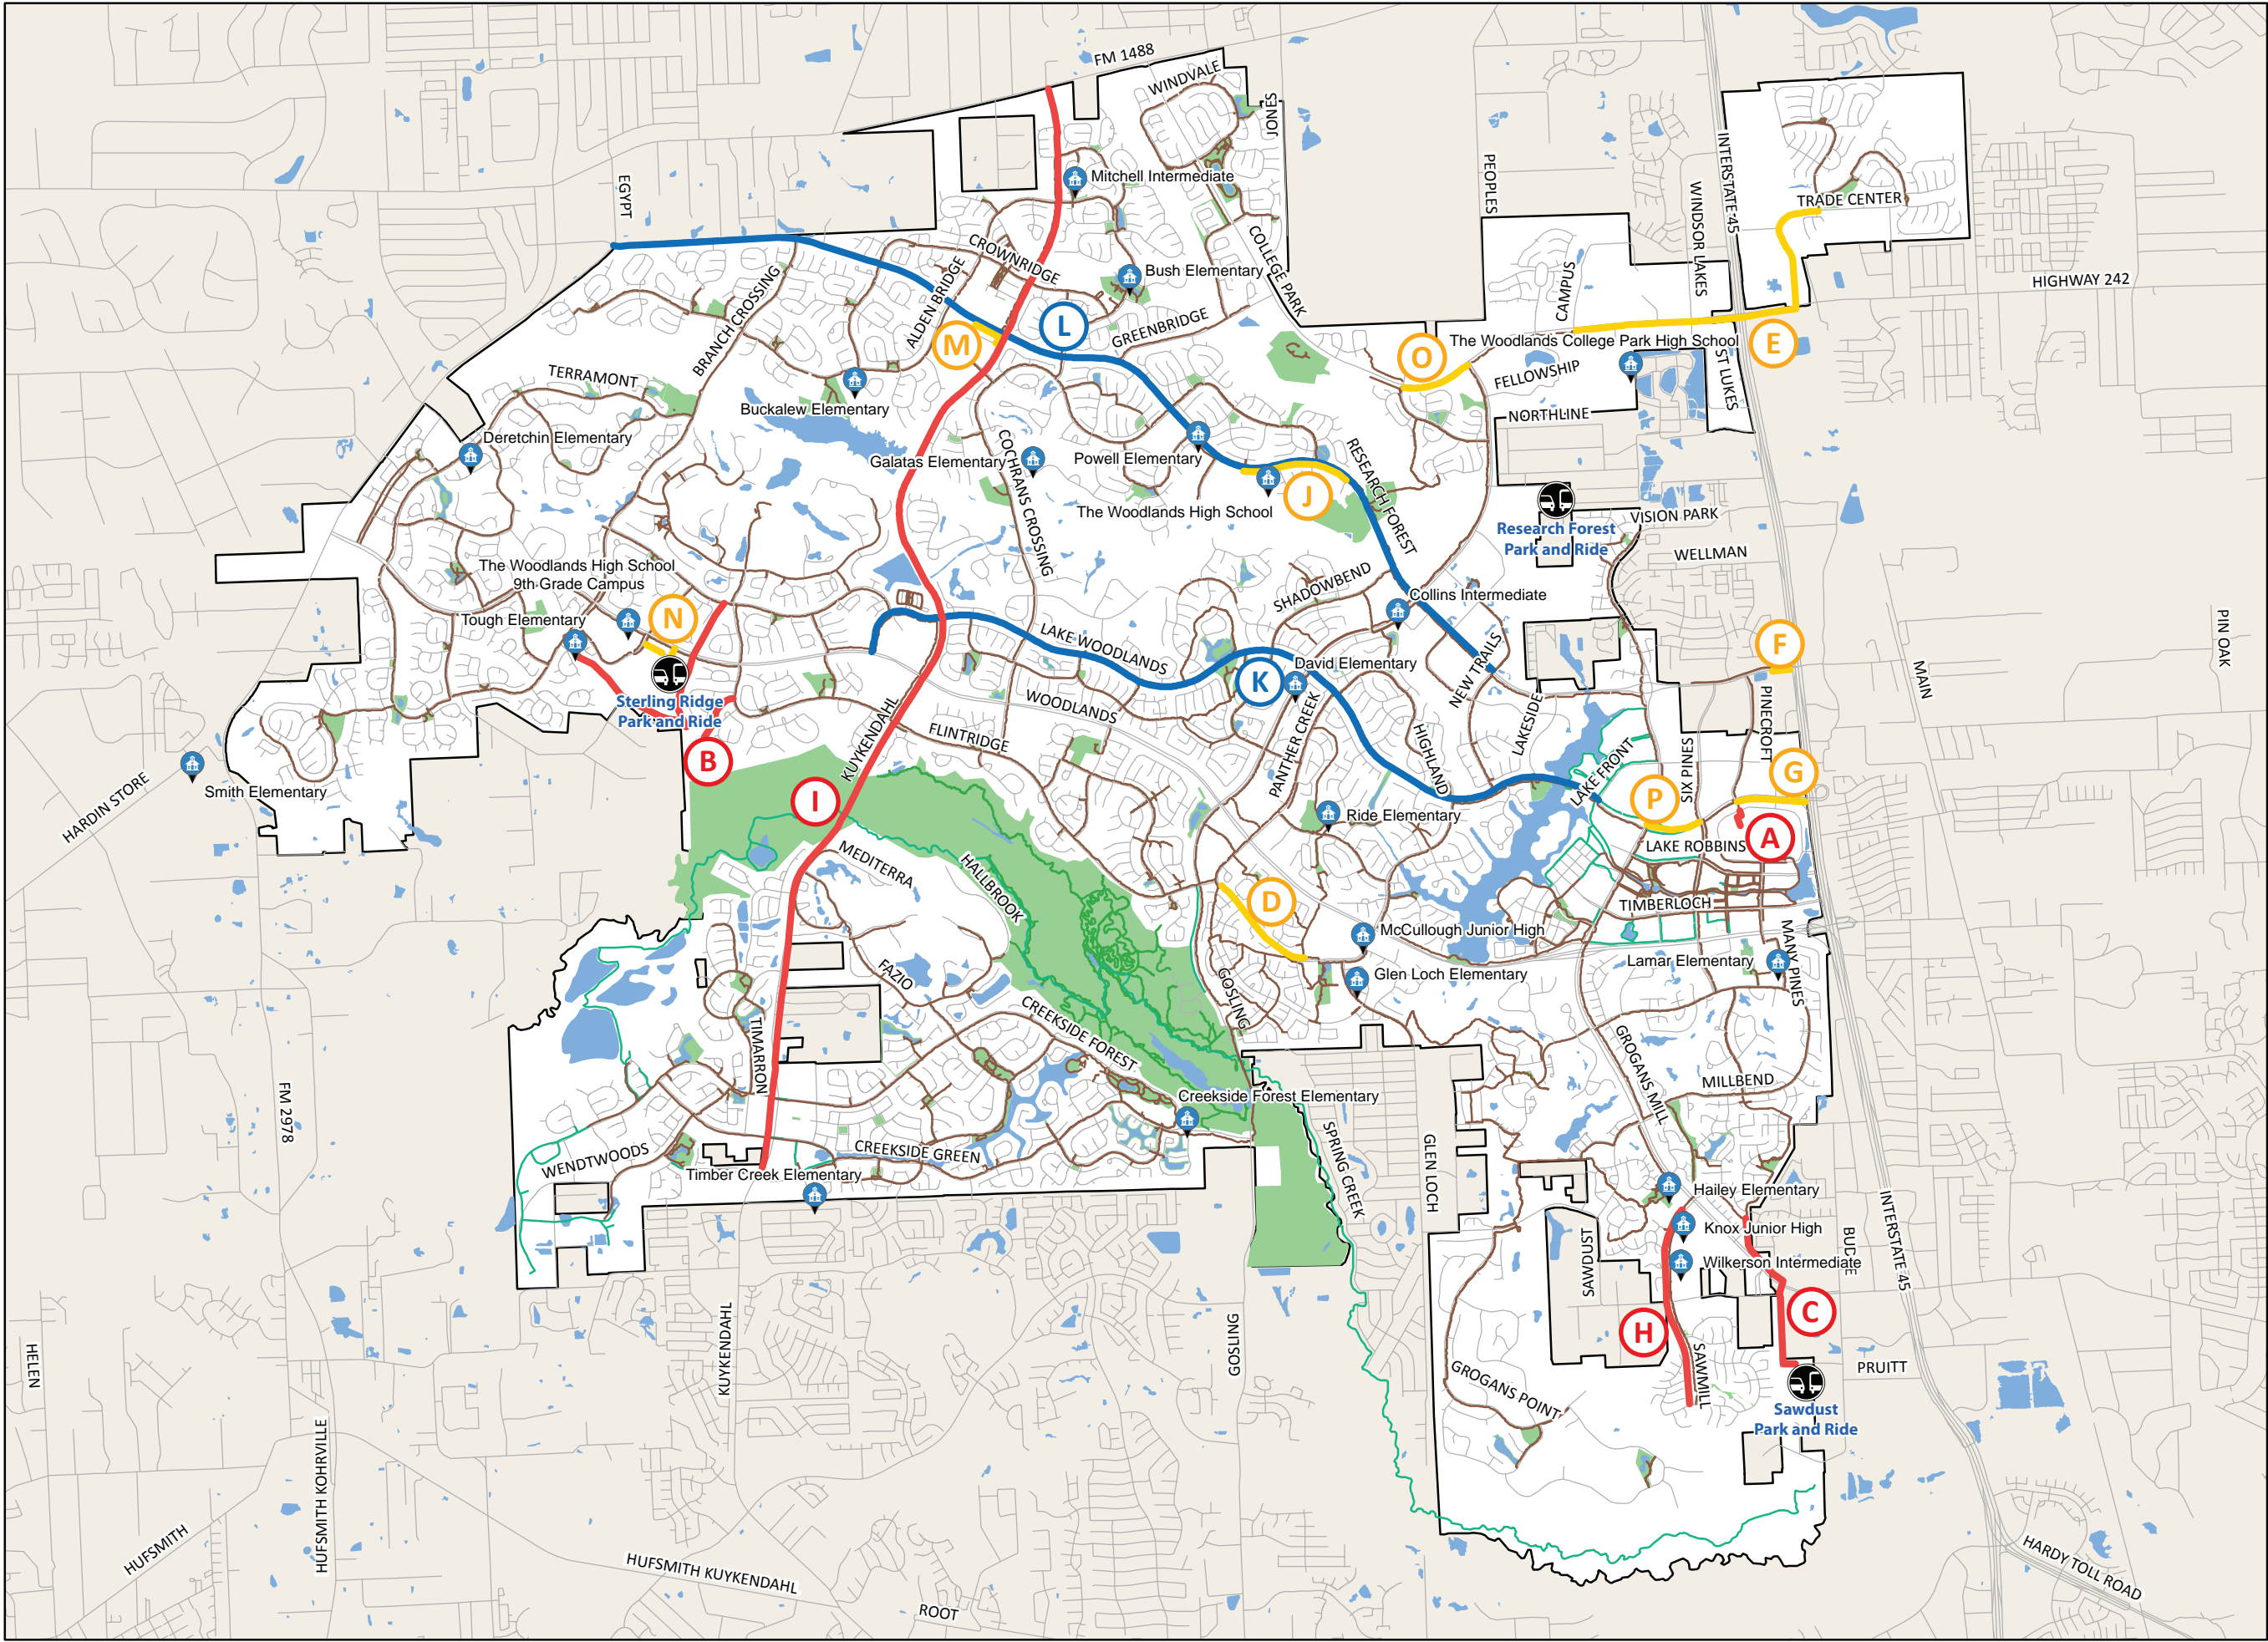 FM 1488
WINDVALE
JONES
EGYPT
PEOPLES
INTERSTATE 45
WINDSOR LAKES
TRADE CENTER
Mitchell Intermediate
CROWNRIDGE
COLLEGE PARK
Bush Elementary
CAMPUS
HIGHWAY 242
BRANCH CROSSING
ALDEN BRIDGE
L
GREENBRIDGE
M
O
The Woodlands College Park High School
E
ST LUKES
TERRAMONT
FELLOWSHIP
Buckalew Elementary
NORTHLINE
Deretchin Elementary
COCHRANS CROSSING
Galatas Elementary
Powell Elementary
RESEARCH FOREST
J
The Woodlands High School
VISION PARK
Research Forest
Park and Ride
WELLMAN
The Woodlands High School
9th Grade Campus
SHADOWBEND
Collins Intermediate
N
Tough Elementary
PIN OAK
LAKE WOODLANDS
F
NEW TRAILS
David Elementary
K
MAIN
Sterling Ridge
Park and Ride
WOODLANDS
PINECROFT
LAKESIDE
KUYKENDAHL
FLINTRIDGE
PANTHER CREEK
HIGHLAND
B
SIX PINES
LAKE FRONT
G
HARDIN STORE
Smith Elementary
I
P
Ride Elementary
A
LAKE ROBBINS
MEDITERRA
HALLBROOK
D
TIMBERLOCH
McCullough Junior High
MANY PINES
Lamar Elementary
FAZIO
Glen Loch Elementary
GOSLING
CREEKSIDE FOREST
TIMARRON
GROGANS MILL
MILLBEND
FM 2978
Creekside Forest Elementary
SPRING CREEK
GLEN LOCH
CREEKSIDE GREEN
WENDTWOODS
Timber Creek Elementary
Hailey Elementary
INTERSTATE 45
Knox Junior High
SAWDUST
Wilkerson Intermediate
C
H
HELEN
KUYKENDAHL
GOSLING
SAWMILL
PRUITT
GROGANS POINT
Sawdust
Park and Ride
HUFSMITH KOHRVILLE
HUFSMITH
HUFSMITH KUYKENDAHL
HARDY TOLL ROAD
ROOT